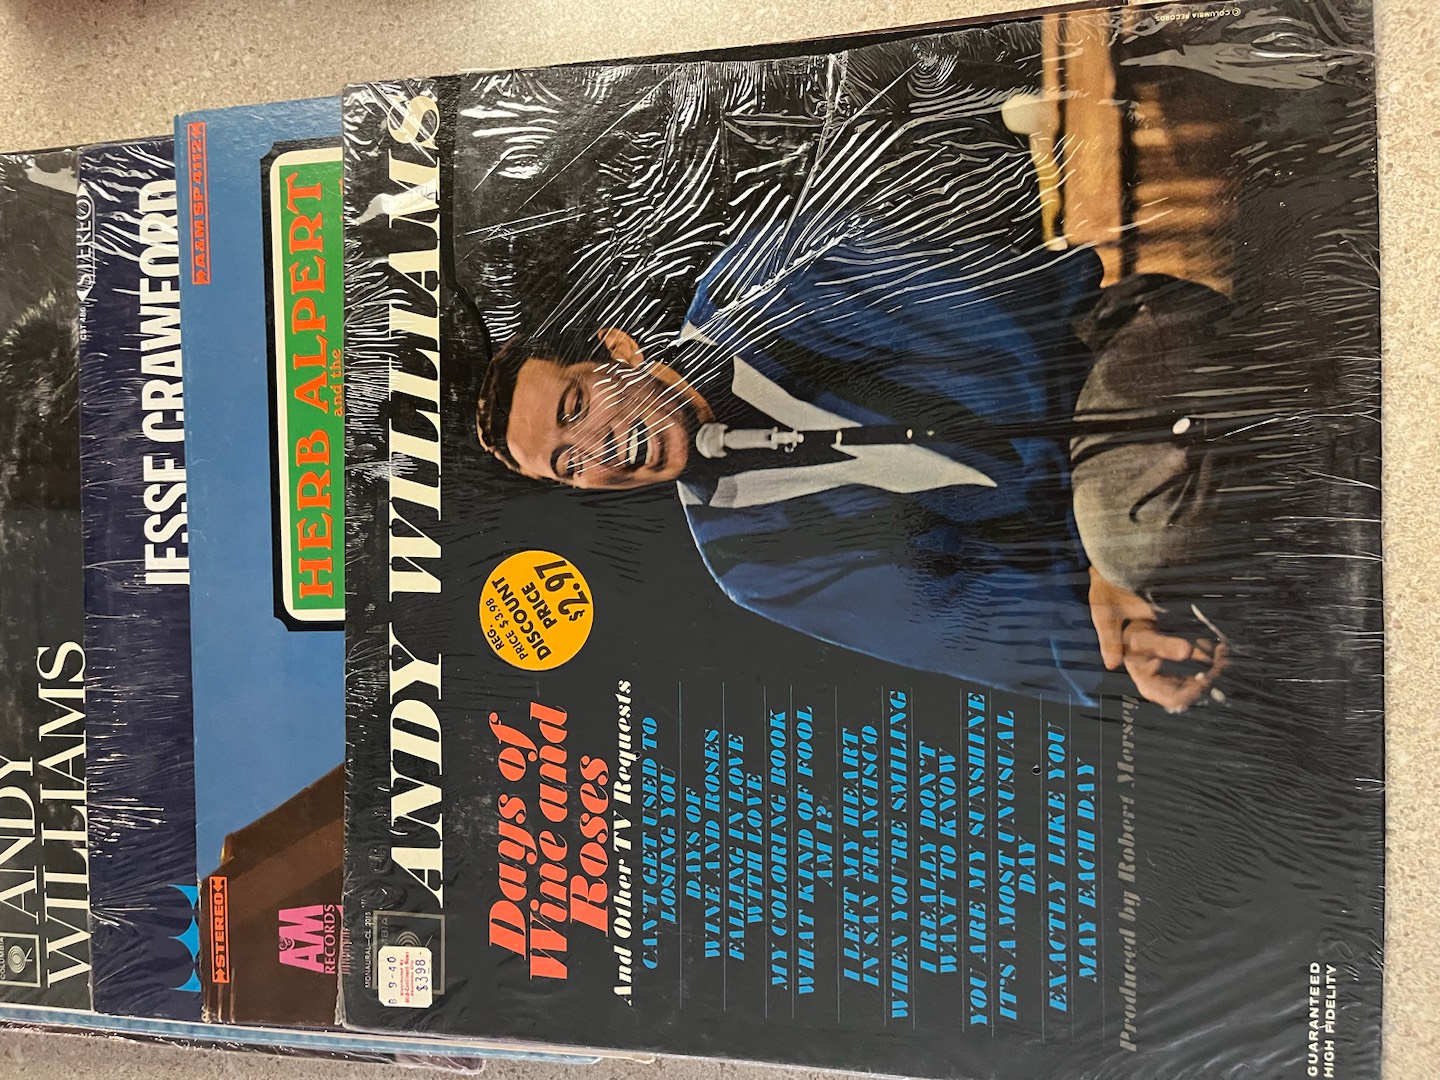 COLUMBIA
ANDY
WILLIAMS
STEREO
JESSE CRAWFORD
A&M SP 4112
HERB ALPERT
and the
STEREO
A&M
RECORDS
MONAURAL—CL 2015
ANDY WILLIAMS
B 9-40
$398
REG.
PRICE $3.98
DISCOUNT
PRICE
$2.97
Days of
Wine and
Roses
And Other TV Requests
CAN'T GET USED TO
LOSING YOU
DAYS OF
WINE AND ROSES
FALLING IN LOVE
WITH LOVE
MY COLORING BOOK
WHAT KIND OF FOOL
AM I?
I LEFT MY HEART
IN SAN FRANCISCO
WHEN YOU'RE SMILING
I REALLY DON'T
WANT TO KNOW
YOU ARE MY SUNSHINE
IT'S A MOST UNUSUAL
DAY
EXACTLY LIKE YOU
MAY EACH DAY
Produced by Robert Mersey
GUARANTEED
HIGH FIDELITY
© COLUMBIA RECORDS